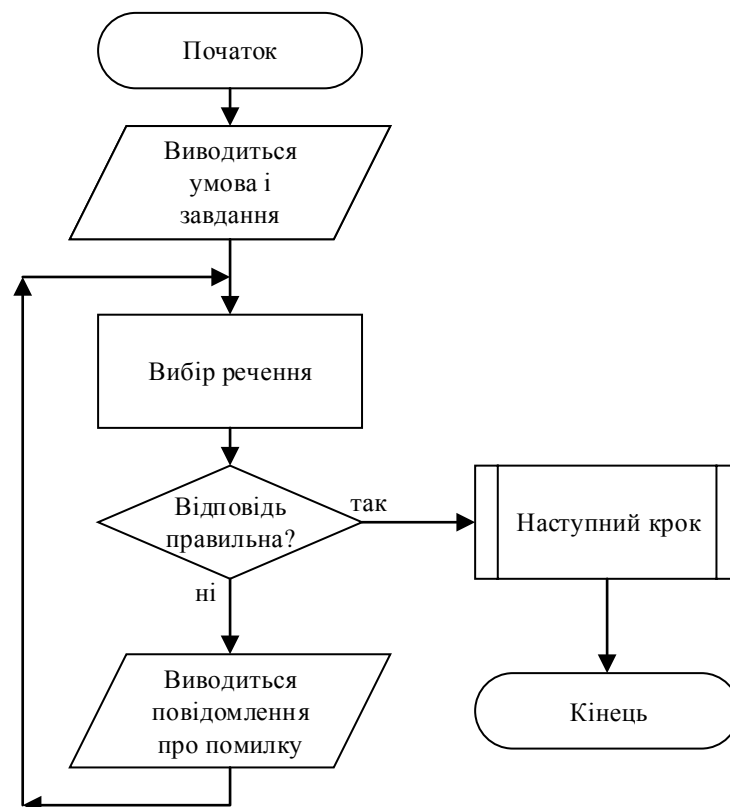 Початок
Виводиться
умова і
завдання
Вибір речення
Відповідь
правильна?
так
Наступний крок
ні
Виводиться
повідомлення
про помилку
Кінець